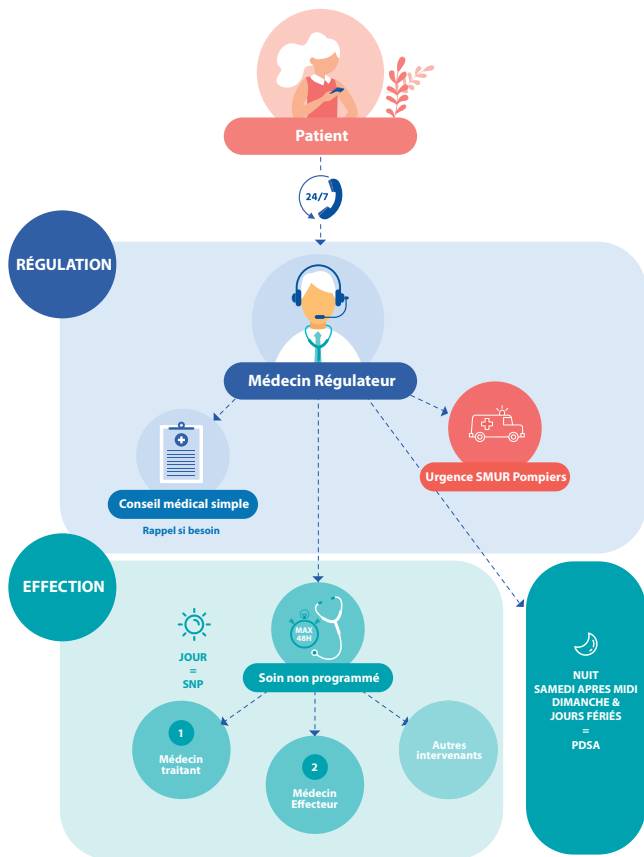 Patient
24/7
RÉGULATION
Médecin Régulateur
Urgence SMUR Pompiers
Conseil médical simple
Rappel si besoin
EFFECTION
JOUR
=
SNP
MAX
48H
Soin non programmé
1
Médecin
traitant
2
Médecin
Effecteur
Autres
intervenants
NUIT
SAMEDI APRES MIDI
DIMANCHE &
JOURS FÉRIÉS
=
PDSA